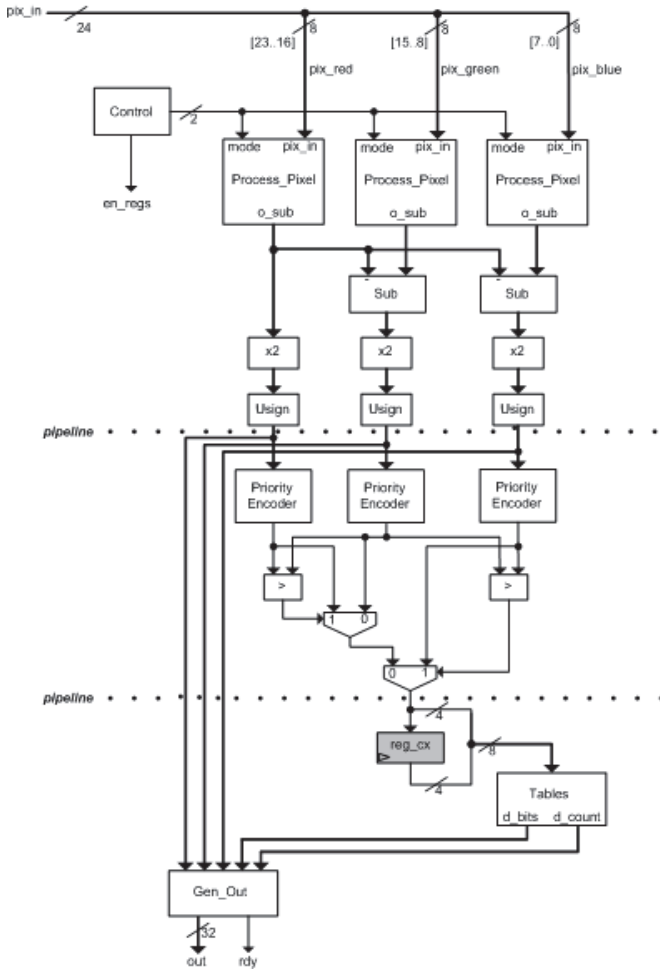 pix_in
24
8
8
8
[23..16]
[15..8]
[7..0]
pix_red
pix_green
pix_blue
Control
2
mode pix_in
mode pix_in
mode pix_in
Process_Pixel
Process_Pixel
Process_Pixel
en_regs
o_sub
o_sub
o_sub
-
-
Sub
Sub
x2
x2
x2
Usign
Usign
Usign
pipeline
Priority
Encoder
Priority
Encoder
Priority
Encoder
>
>
1 0
0 1
pipeline
4
reg_cx
8
4
Tables
d_bits d_count
Gen_Out
32
out
rdy